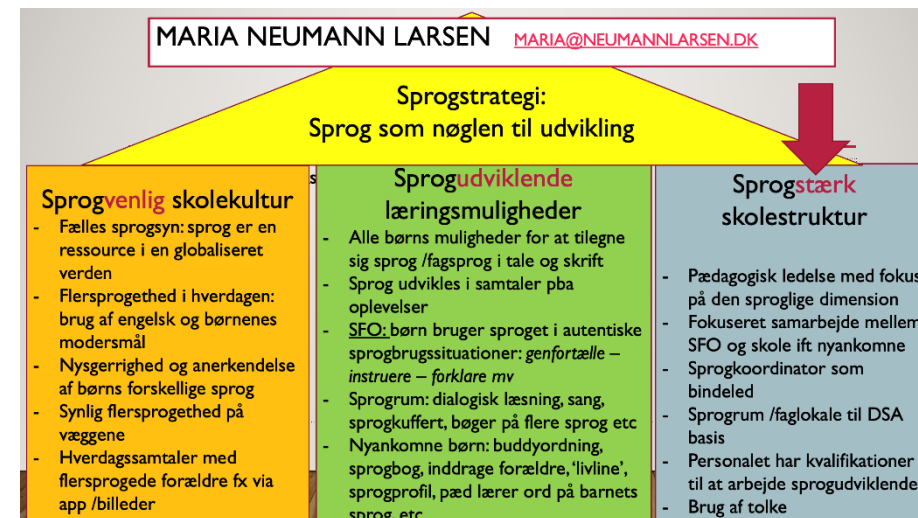 MARIA NEUMANN LARSEN MARIA@NEUMANNLARSEN.DK
Sprogstrategi:
Sprog som nøglen til udvikling
Sprogvenlig skolekultur
- Fælles sprogsyn: sprog er en
ressource i en globaliseret
verden
- Flersprogethed i hverdagen:
brug af engelsk og børnenes
modersmål
- Nysgerrighed og anerkendelse
af børns forskellige sprog
- Synlig flersprogethed på
væggene
- Hverdagssamtaler med
flersprogede forældre fx via
app /billeder
Sprogudviklende
læringsmuligheder
- Alle børns muligheder for at tilegne
sig sprog /fagsprog i tale og skrift
- Sprog udvikles i samtaler pba
oplevelser
- SFO: børn bruger sproget i autentiske
sprogbrugssituationer: genfortælle –
instruere – forklare mv
- Sprogrum: dialogisk læsning, sang,
sprogkuffert, bøger på flere sprog etc
- Nyankomne børn: buddyordning,
sprogbog, inddrage forældre, ‘livline’,
sprogprofil, pæd lærer ord på barnets
sprog, etc
Sprogstærk
skolestruktur
- Pædagogisk ledelse med fokus
på den sproglige dimension
- Fokuseret samarbejde mellem
SFO og skole ift nyankomne
- Sprogkoordinator som
bindeled
- Sprogrum /faglokale til DSA
basis
- Personalet har kvalifikationer
til at arbejde sprogudviklende
- Brug af tolke